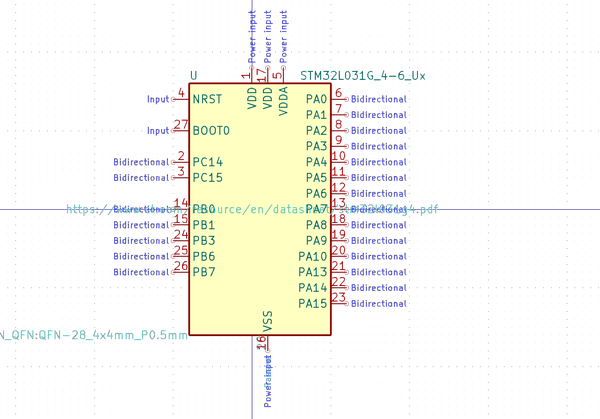 Power input
Power input
Power input
1
17
5
VDD
VDD
VDDA
U
STM32L031G_4-6_Ux
Input 4 NRST
Input 27 BOOT0
Bidirectional 2 PC14
Bidirectional 3 PC15
Bidirectional 14 PB0
Bidirectional 15 PB1
Bidirectional 24 PB3
Bidirectional 25 PB6
Bidirectional 26 PB7
PA0 6 Bidirectional
PA1 7 Bidirectional
PA2 8 Bidirectional
PA3 9 Bidirectional
PA4 10 Bidirectional
PA5 11 Bidirectional
PA6 12 Bidirectional
PA7 13 Bidirectional
PA8 18 Bidirectional
PA9 19 Bidirectional
PA10 20 Bidirectional
PA13 21 Bidirectional
PA14 22 Bidirectional
PA15 23 Bidirectional
N_QFN:QFN-28_4x4mm_P0.5mm
VSS
16
Power input